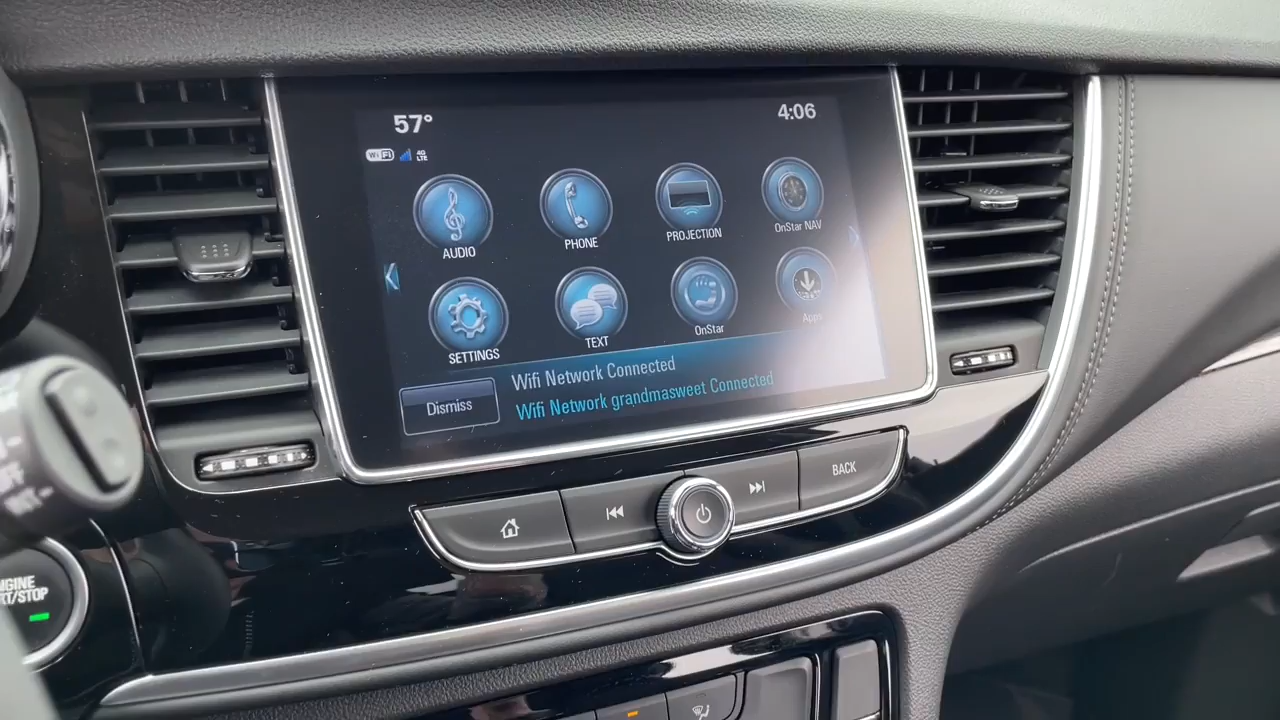 57°
4:06
WiFi
4G
LTE
AUDIO
PHONE
PROJECTION
OnStar NAV
SETTINGS
TEXT
OnStar
Apps
Wifi Network Connected
Dismiss
Wifi Network grandmasweet Connected
BACK
OFF